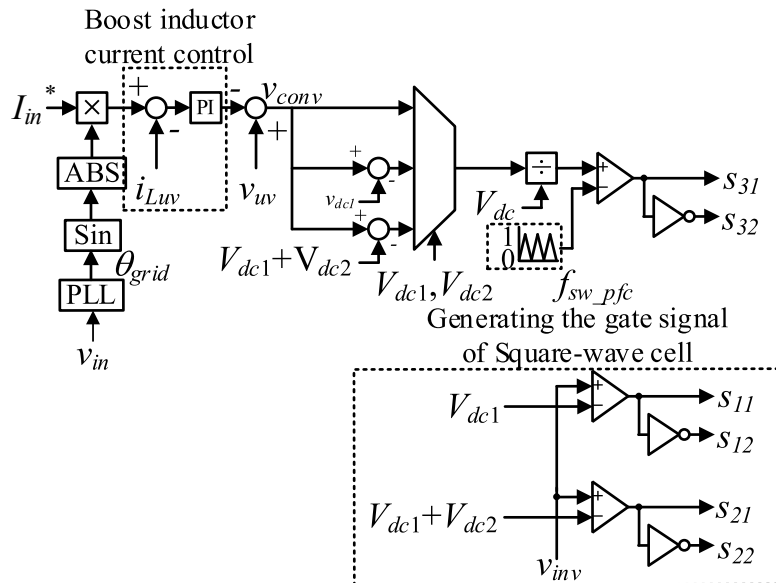 Boost inductor
current control
I_in* × + - PI - v_conv
+
ABS i_Luv v_uv
+ -
v_dc1
Sin
θ_grid
PLL
v_in
+ -
V_dc1+V_dc2
V_dc1, V_dc2
÷
V_dc
+
−
s_31
s_32
1
0
f_sw_pfc
Generating the gate signal
of Square-wave cell
V_dc1 + − s_11
s_12
V_dc1+V_dc2 + − s_21
s_22
v_inv